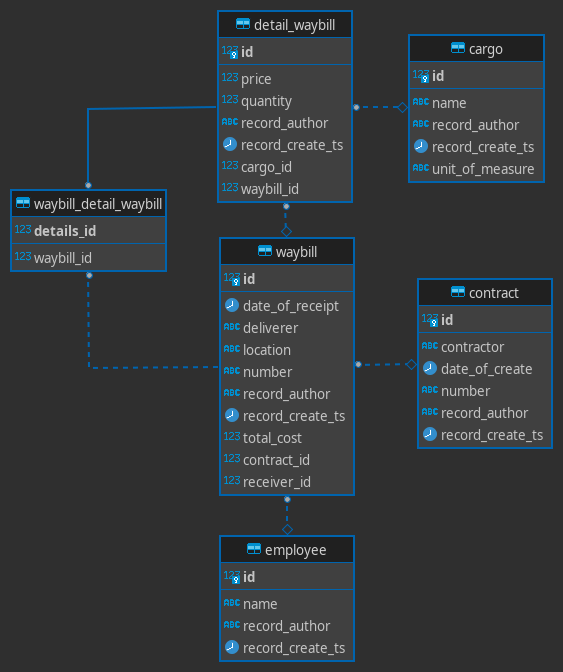 detail_waybill
123 id
123 price
123 quantity
ABC record_author
record_create_ts
123 cargo_id
123 waybill_id
cargo
123 id
ABC name
ABC record_author
record_create_ts
ABC unit_of_measure
waybill_detail_waybill
123 details_id
123 waybill_id
waybill
123 id
date_of_receipt
ABC deliverer
ABC location
ABC number
ABC record_author
record_create_ts
123 total_cost
123 contract_id
123 receiver_id
contract
123 id
ABC contractor
date_of_create
ABC number
ABC record_author
record_create_ts
employee
123 id
ABC name
ABC record_author
record_create_ts